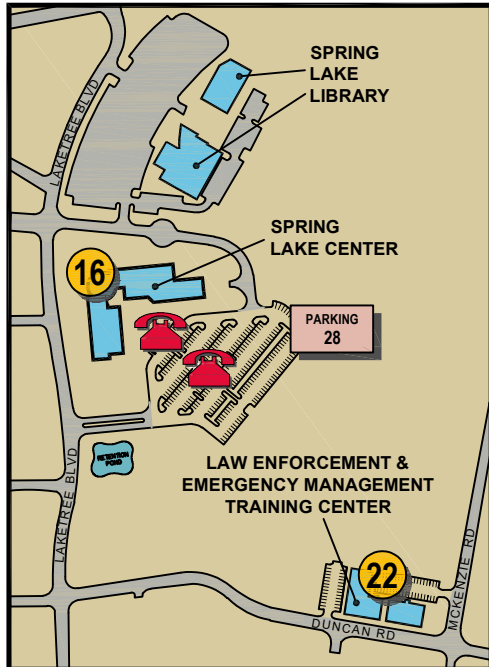 SPRING
LAKE
LIBRARY
LAKETREE BLVD
SPRING
LAKE CENTER
16
PARKING
28
RETENTION
POND
LAW ENFORCEMENT &
EMERGENCY MANAGEMENT
TRAINING CENTER
LAKETREE BLVD
MCKENZIE RD
22
DUNCAN RD